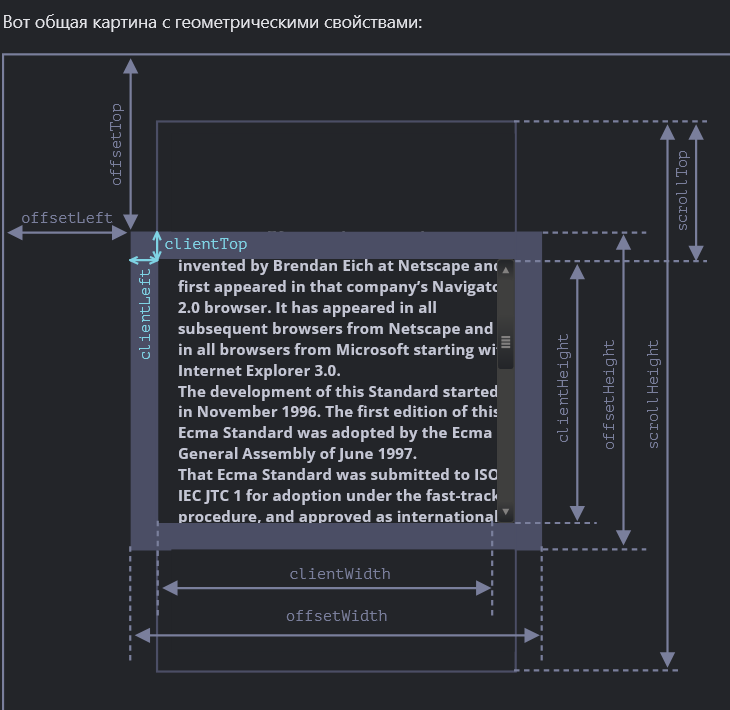 Вот общая картина с геометрическими свойствами:
offsetTop
offsetLeft
scrollTop
clientTop
clientLeft
invented by Brendan Eich at Netscape and
first appeared in that company’s Navigato
2.0 browser. It has appeared in all
subsequent browsers from Netscape and
in all browsers from Microsoft starting wi
Internet Explorer 3.0.
The development of this Standard started
in November 1996. The first edition of this
Ecma Standard was adopted by the Ecma
General Assembly of June 1997.
That Ecma Standard was submitted to ISO
IEC JTC 1 for adoption under the fast-track
procedure, and approved as international
clientHeight
offsetHeight
scrollHeight
clientWidth
offsetWidth